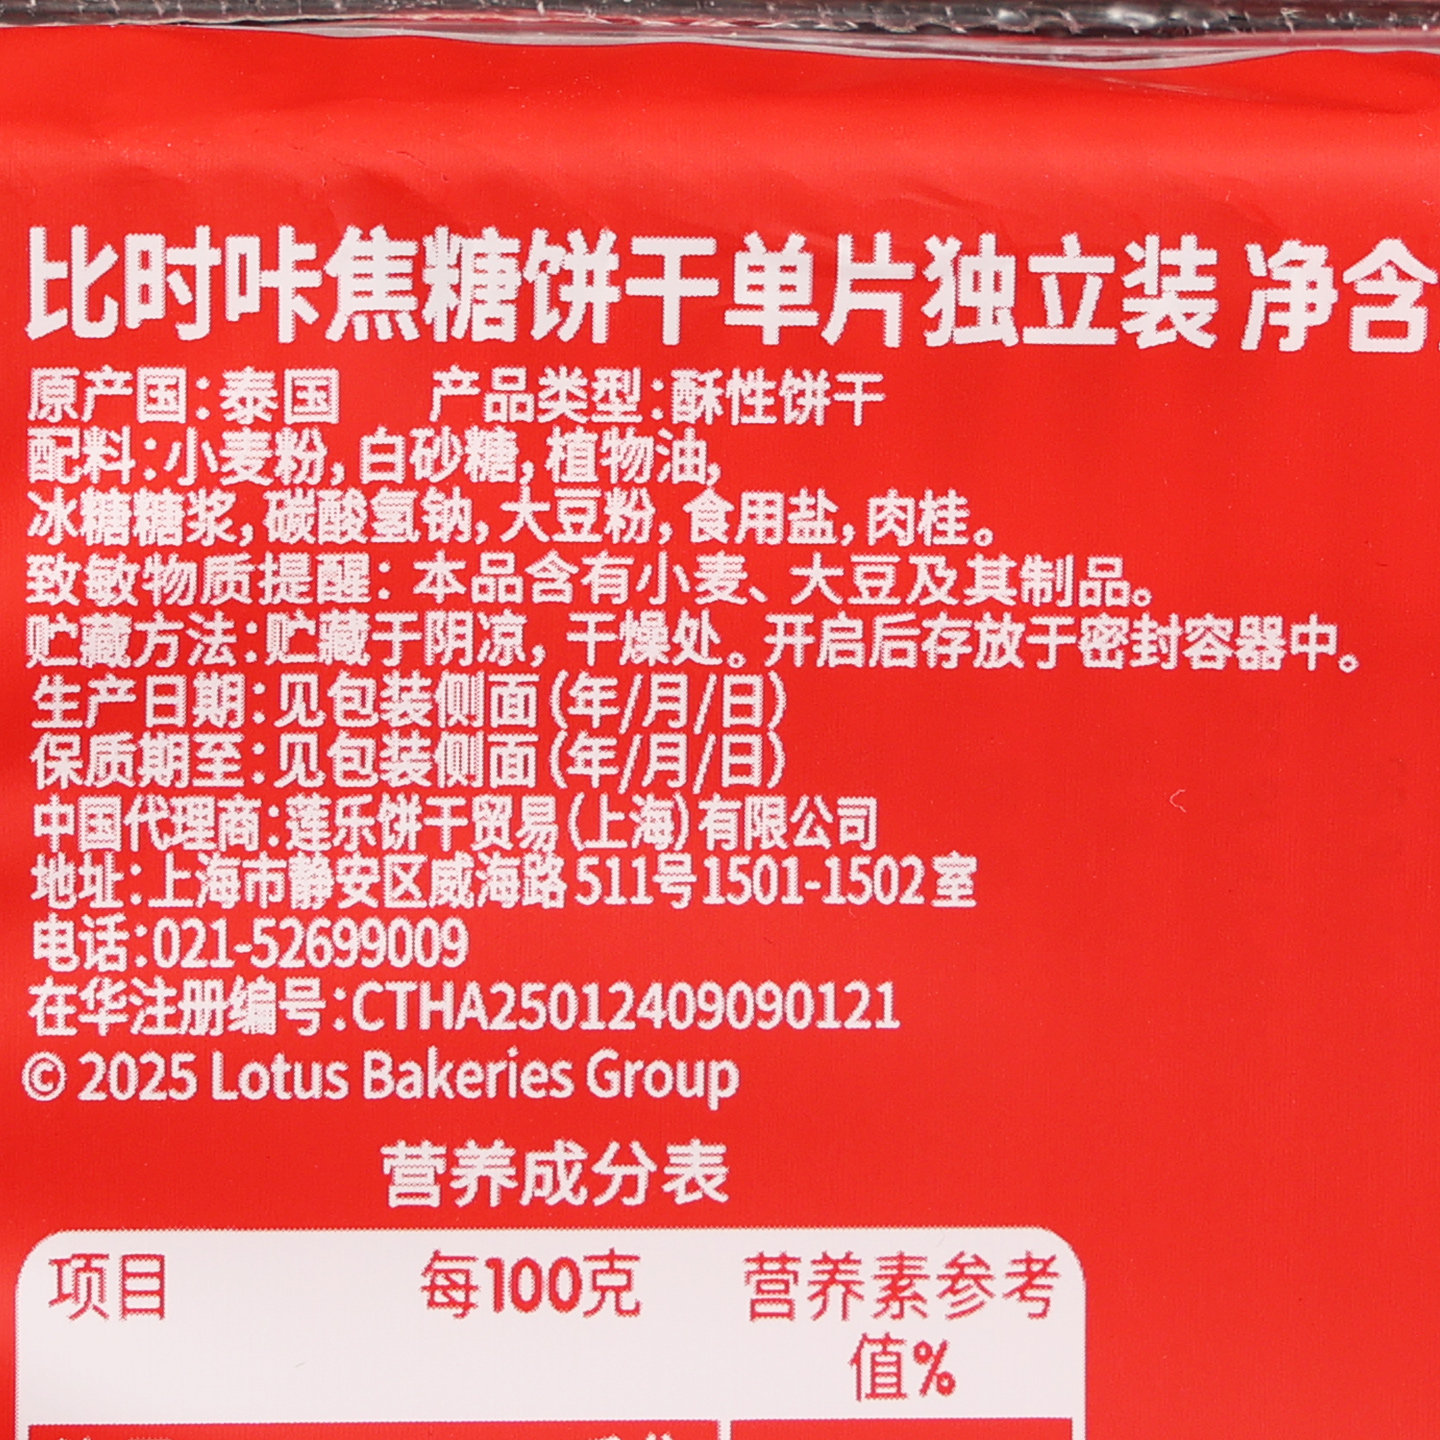 比时咔焦糖饼干单片独立装 净含
原产国：泰国 产品类型：酥性饼干
配料：小麦粉，白砂糖，植物油，
冰糖糖浆，碳酸氢钠，大豆粉，食用盐，肉桂。
致敏物质提醒：本品含有小麦、大豆及其制品。
贮藏方法：贮藏于阴凉，干燥处。开启后存放于密封容器中。
生产日期：见包装侧面（年/月/日）
保质期至：见包装侧面（年/月/日）
中国代理商：莲乐饼干贸易（上海）有限公司
地址：上海市静安区威海路511号1501-1502室
电话：021-52699009
在华注册编号：CTHA25012409090121
© 2025 Lotus Bakeries Group
营养成分表
项目 每100克 营养素参考
值%